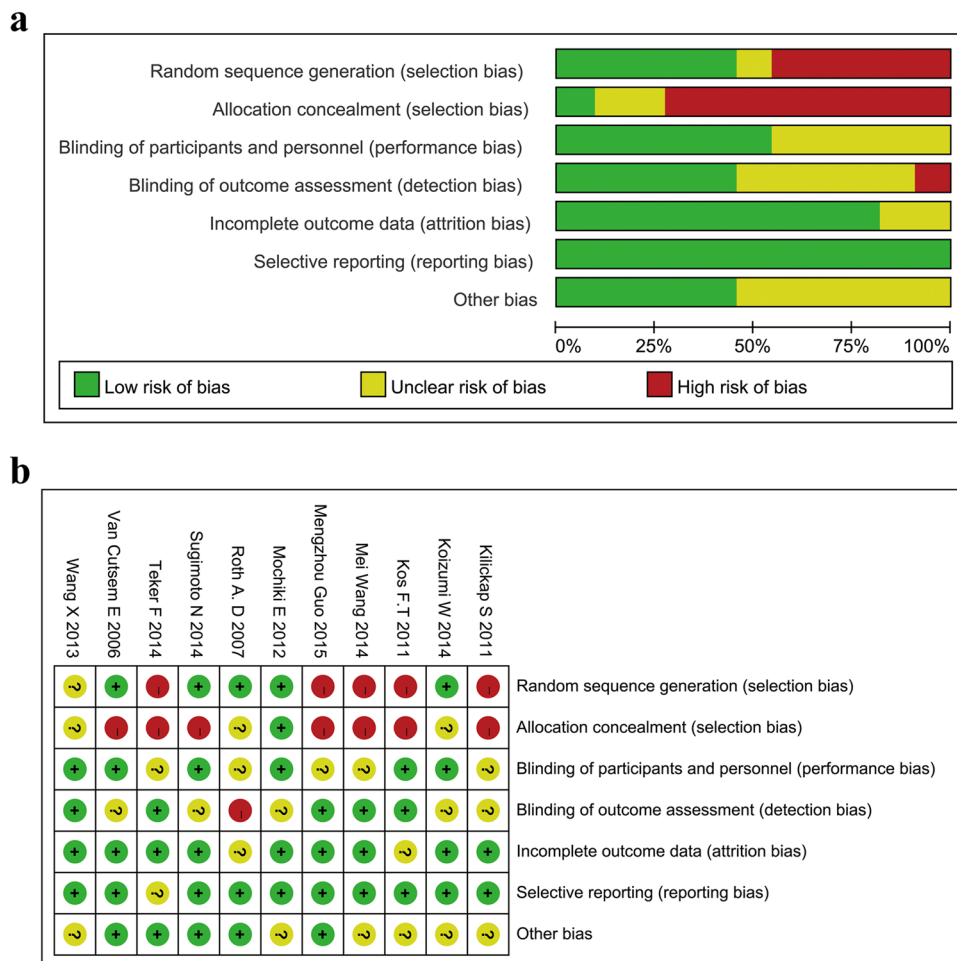 a
Random sequence generation (selection bias)
Allocation concealment (selection bias)
Blinding of participants and personnel (performance bias)
Blinding of outcome assessment (detection bias)
Incomplete outcome data (attrition bias)
Selective reporting (reporting bias)
Other bias
0% 25% 50% 75% 100%
Low risk of bias Unclear risk of bias High risk of bias
b
Wang X 2013
Van Cutsem E 2006
Teker F 2014
Sugimoto N 2014
Roth A. D 2007
Mochiki E 2012
Mengzhou Guo 2015
Mei Wang 2014
Kos F.T 2011
Koizumi W 2014
Kilickap S 2011
? + - + + + - - - + - Random sequence generation (selection bias)
? - - - ? + - - - ? - Allocation concealment (selection bias)
+ + ? + ? + ? ? + + ? Blinding of participants and personnel (performance bias)
+ ? + ? - ? + + + ? ? Blinding of outcome assessment (detection bias)
+ + + + ? + + + ? + + Incomplete outcome data (attrition bias)
+ + ? + + + + + + + + Selective reporting (reporting bias)
? + + + + ? + ? ? ? ? Other bias